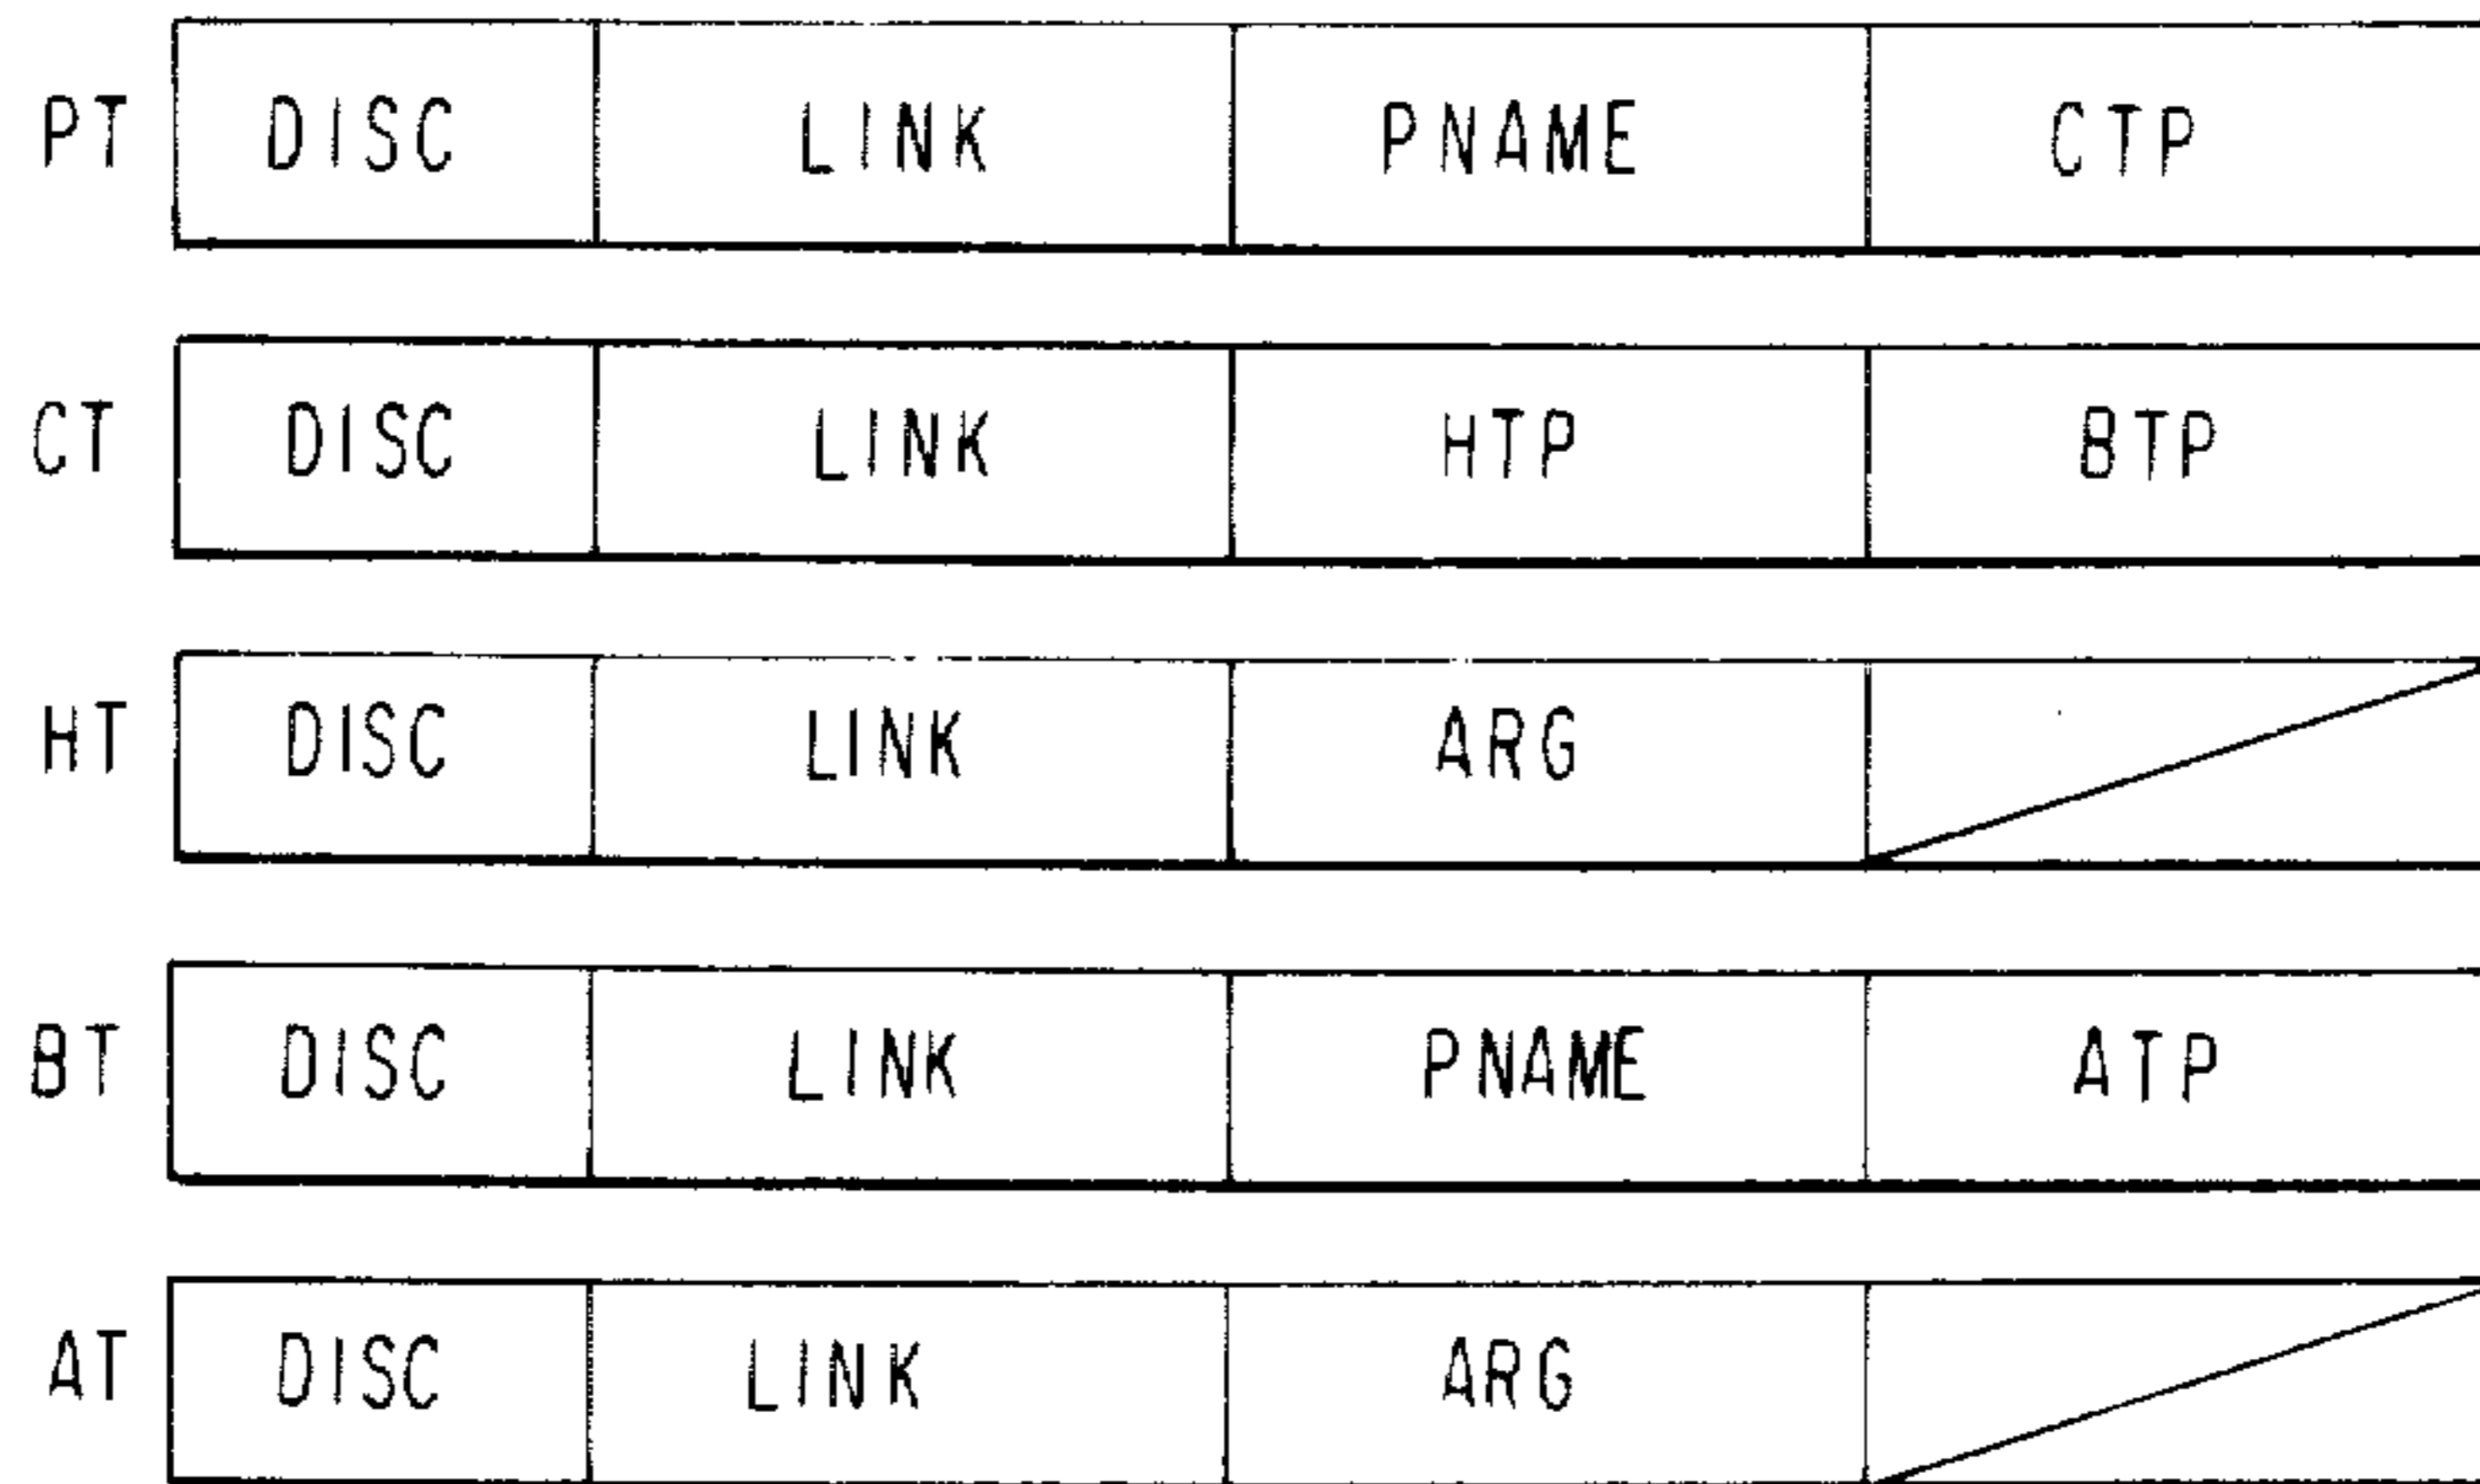 PT DISC LINK PNAME CTP
CT DISC LINK HTP BTP
HT DISC LINK ARG
BT DISC LINK PNAME ATP
AT DISC LINK ARG